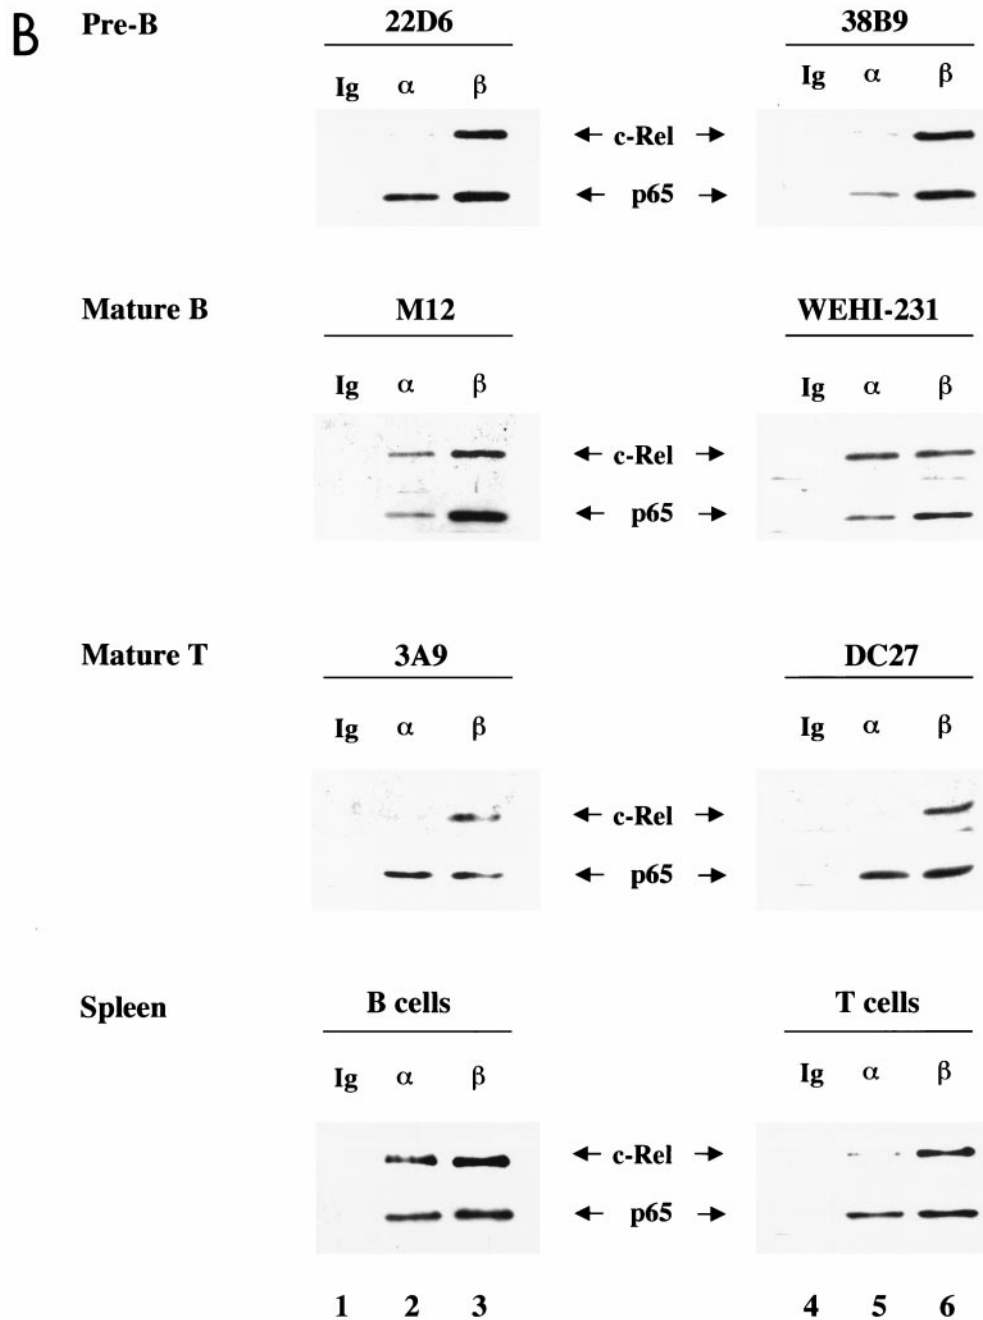 B Pre-B 22D6 38B9
Ig α β Ig α β
← c-Rel →
← p65 →
Mature B M12 WEHI-231
Ig α β Ig α β
← c-Rel →
← p65 →
Mature T 3A9 DC27
Ig α β Ig α β
← c-Rel →
← p65 →
Spleen B cells T cells
Ig α β Ig α β
← c-Rel →
← p65 →
1 2 3 4 5 6